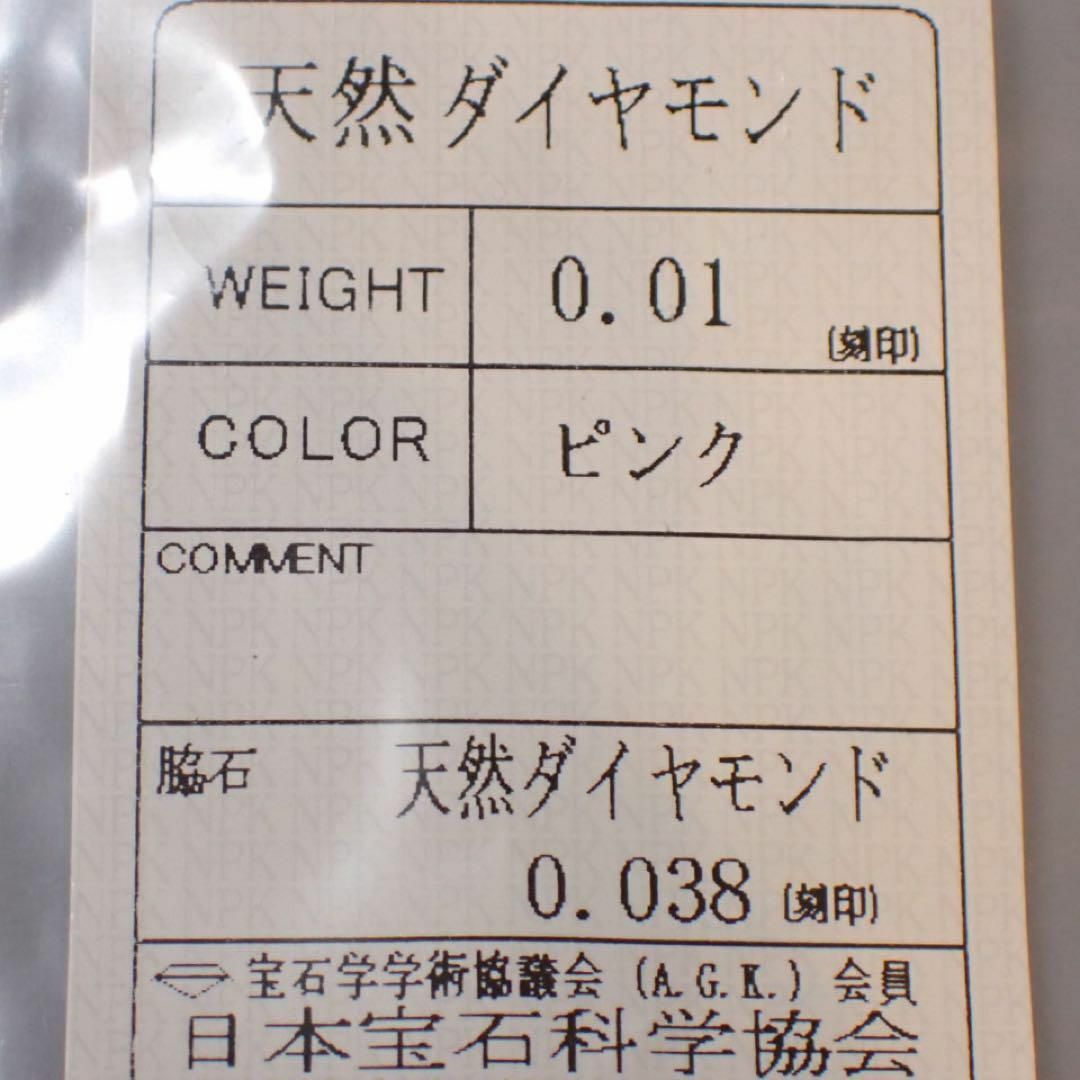 天然ダイヤモンド
WEIGHT 0.01 (刻印)
COLOR ピンク
COMMENT
脇石 天然ダイヤモンド
0.038 (刻印)
宝石学学術協議会 (A.G.K.) 会員
日本宝石科学協会